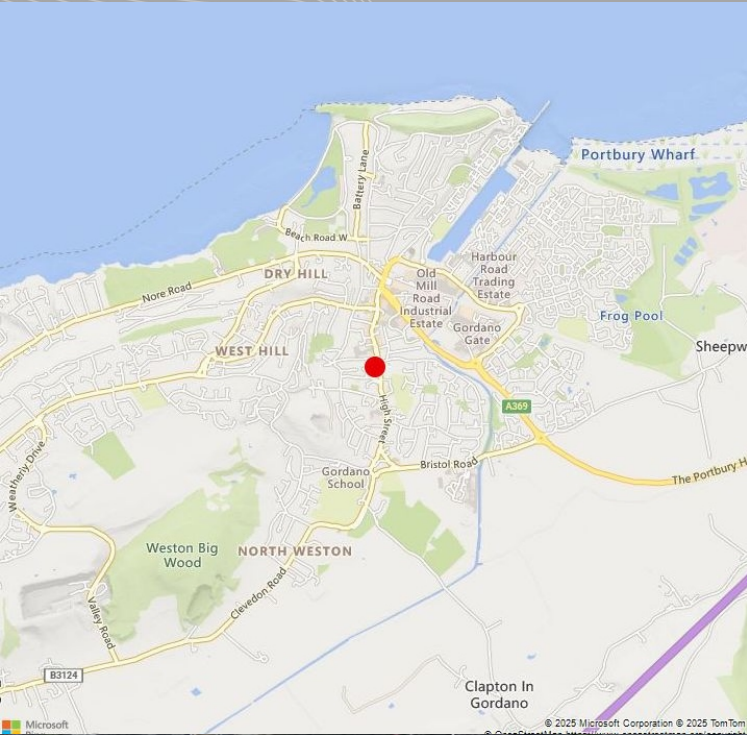 Portbury Wharf
Battery Lane
Beach Road W
DRY HILL
Nore Road
Old
Mill
Road
Industrial
Estate
Harbour
Road
Trading
Estate
Gordano
Gate
Frog Pool
WEST HILL
Sheepw
A369
High Street
Weatherly Drive
Gordano
School
Bristol Road
The Portbury H
Weston Big
Wood
NORTH WESTON
Clevedon Road
Valley Road
B3124
Clapton In
Gordano
Microsoft
© 2025 Microsoft Corporation © 2025 TomTom